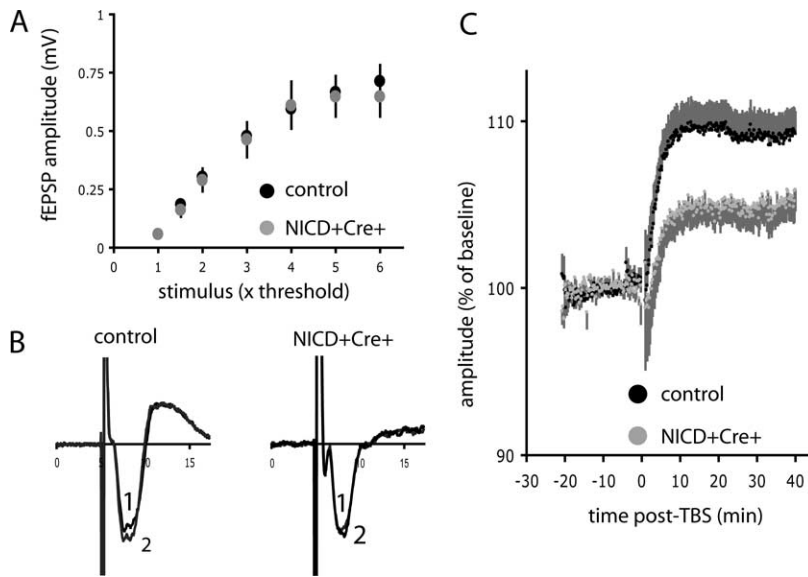 A
fEPSP amplitude (mV)
1
0.75
0.5
0.25
0
0 1 2 3 4 5 6
stimulus (x threshold)
control
NICD+Cre+
B
control
NICD+Cre+
0 5 10 15
1
2
0 10 15
1
2
C
amplitude (% of baseline)
110
100
90
-30 -20 -10 0 10 20 30 40
time post-TBS (min)
control
NICD+Cre+